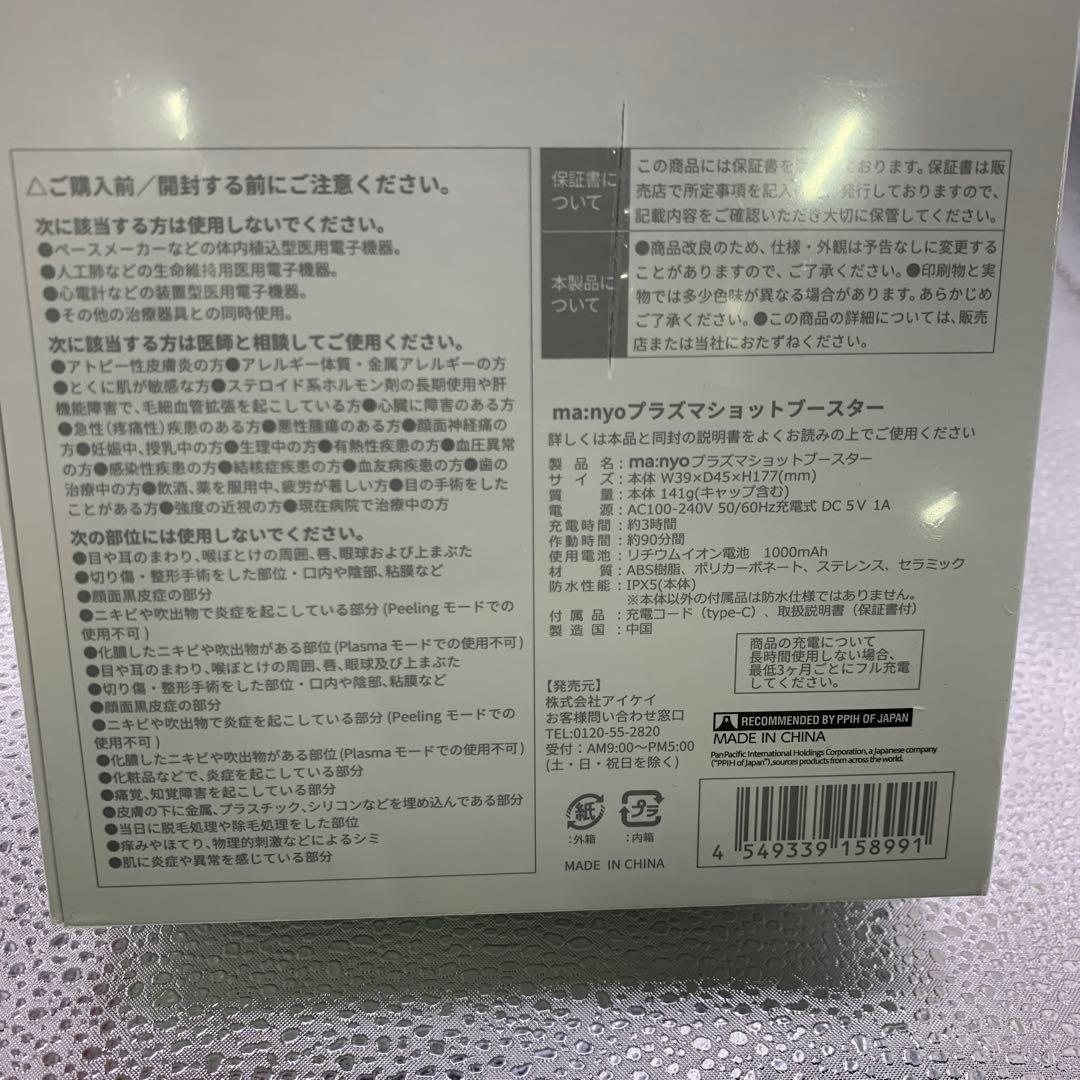 △ご購入前／開封する前にご注意ください。
次に該当する方は使用しないでください。
●ペースメーカーなどの体内植込型医用電子機器。
●人工肺などの生命維持用医用電子機器。
●心電計などの装置型医用電子機器。
●その他の治療器具との同時使用。
次に該当する方は医師と相談してご使用ください。
●アトピー性皮膚炎の方●アレルギー体質・金属アレルギーの方
●とくに肌が敏感な方●ステロイド系ホルモン剤の長期使用や肝
機能障害で、毛細血管拡張を起こしている方●心臓に障害のある方
●急性(疼痛性)疾患のある方●悪性腫瘍のある方●顔面神経痛の
方●妊娠中、授乳中の方●生理中の方●有熱性疾患の方●血圧異常
の方●感染性疾患の方●結核症疾患の方●血友病疾患の方●歯の
治療中の方●飲酒、薬を服用中、疲労が著しい方●目の手術をした
ことがある方●強度の近視の方●現在病院で治療中の方
次の部位には使用しないでください。
●目や耳のまわり、喉ぼとけの周囲、唇、眼球および上まぶた
●切り傷・整形手術をした部位・口内や陰部、粘膜など
●顔面黒皮症の部分
●ニキビや吹出物で炎症を起こしている部分(Peelingモードでの
使用不可)
●化膿したニキビや吹出物がある部位(Plasmaモードでの使用不可)
●目や耳のまわり、喉ぼとけの周囲、唇、眼球及び上まぶた
●切り傷・整形手術をした部位・口内や陰部、粘膜など
●顔面黒皮症の部分
●ニキビや吹出物で炎症を起こしている部分(Peelingモードでの
使用不可)
●化膿したニキビや吹出物がある部位(Plasmaモードでの使用不可)
●化粧品などで、炎症を起こしている部分
●痛覚、知覚障害を起こしている部分
●皮膚の下に金属、プラスチック、シリコンなどを埋め込んである部分
●当日に脱毛処理や除毛処理をした部位
●痒みやほてり、物理的刺激などによるシミ
●肌に炎症や異常を感じている部分
保証書に
ついて
この商品には保証書を ております。保証書は販
売店で所定事項を記入 発行しておりますので、
記載内容をご確認いただき大切に保管してください。
本製品に
ついて
●商品改良のため、仕様・外観は予告なしに変更する
ことがありますので、ご了承ください。●印刷物と実
物では多少色味が異なる場合があります。あらかじめ
ご了承ください。●この商品の詳細については、販売
店または当社におたずねください。
ma:nyoプラズマショットブースター
詳しくは本品と同封の説明書をよくお読みの上でご使用ください
製品名：ma:nyoプラズマショットブースター
サイズ：本体 W39×D45×H177(mm)
質量：本体 141g(キャップ含む)
電源：AC100-240V 50/60Hz充電式 DC 5V 1A
充電時間：約3時間
作動時間：約90分間
使用電池：リチウムイオン電池 1000mAh
材質：ABS樹脂、ポリカーボネート、ステレンス、セラミック
防水性能：IPX5(本体)
※本体以外の付属品は防水仕様ではありません。
付属品：充電コード（type-C）、取扱説明書（保証書付）
製造国：中国
商品の充電について
長時間使用しない場合、
最低3ヶ月ごとにフル充電
してください。
【発売元】
株式会社アイケイ
お客様問い合わせ窓口
TEL:0120-55-2820
受付：AM9:00～PM5:00
(土・日・祝日を除く)
RECOMMENDED BY PPIH OF JAPAN
MADE IN CHINA
Pan Pacific International Holdings Corporation, a Japanese company
("PPIH of Japan"),sources products from across the world.
紙
：外箱
プラ
：内箱
MADE IN CHINA
4 549339 158991